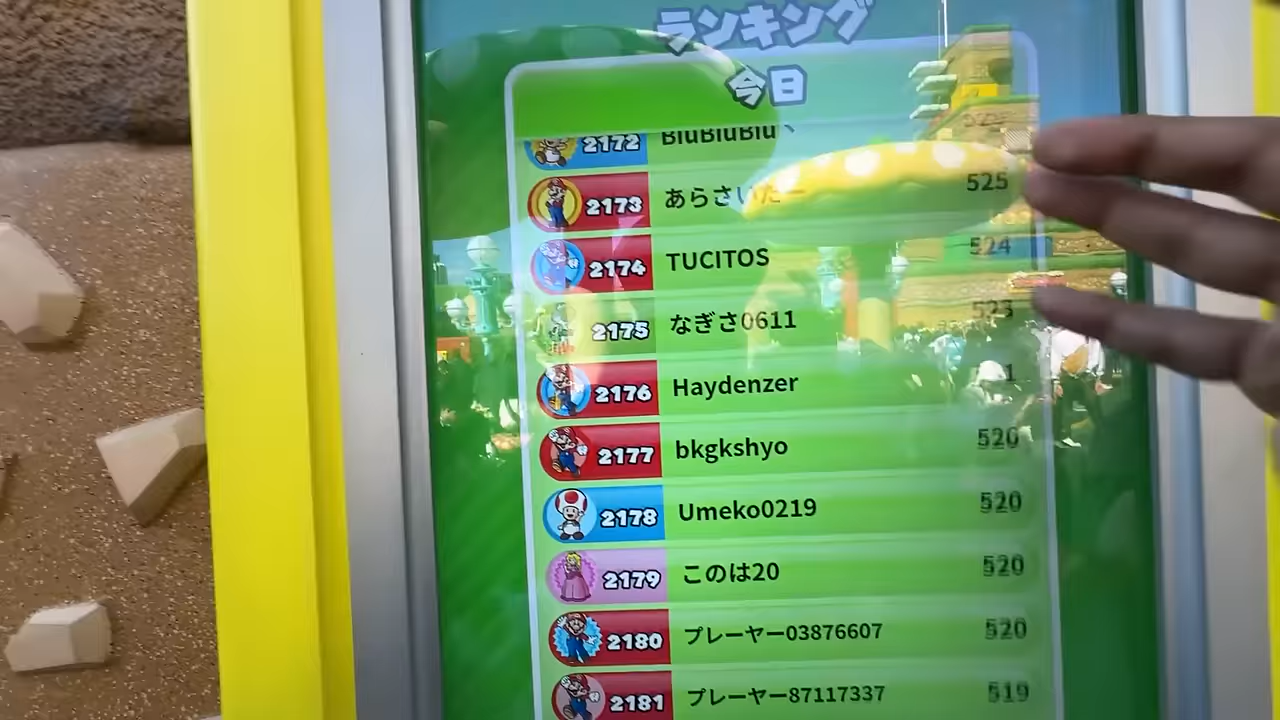 ランキング
今日
2172 BluBluBlu
2173 あらさいたー 525
2174 TUCITOS 524
2175 なぎさ0611 523
2176 Haydenzer
2177 bkgkshyo 520
2178 Umeko0219 520
2179 このは20 520
2180 プレーヤー03876607 520
2181 プレーヤー87117337 519